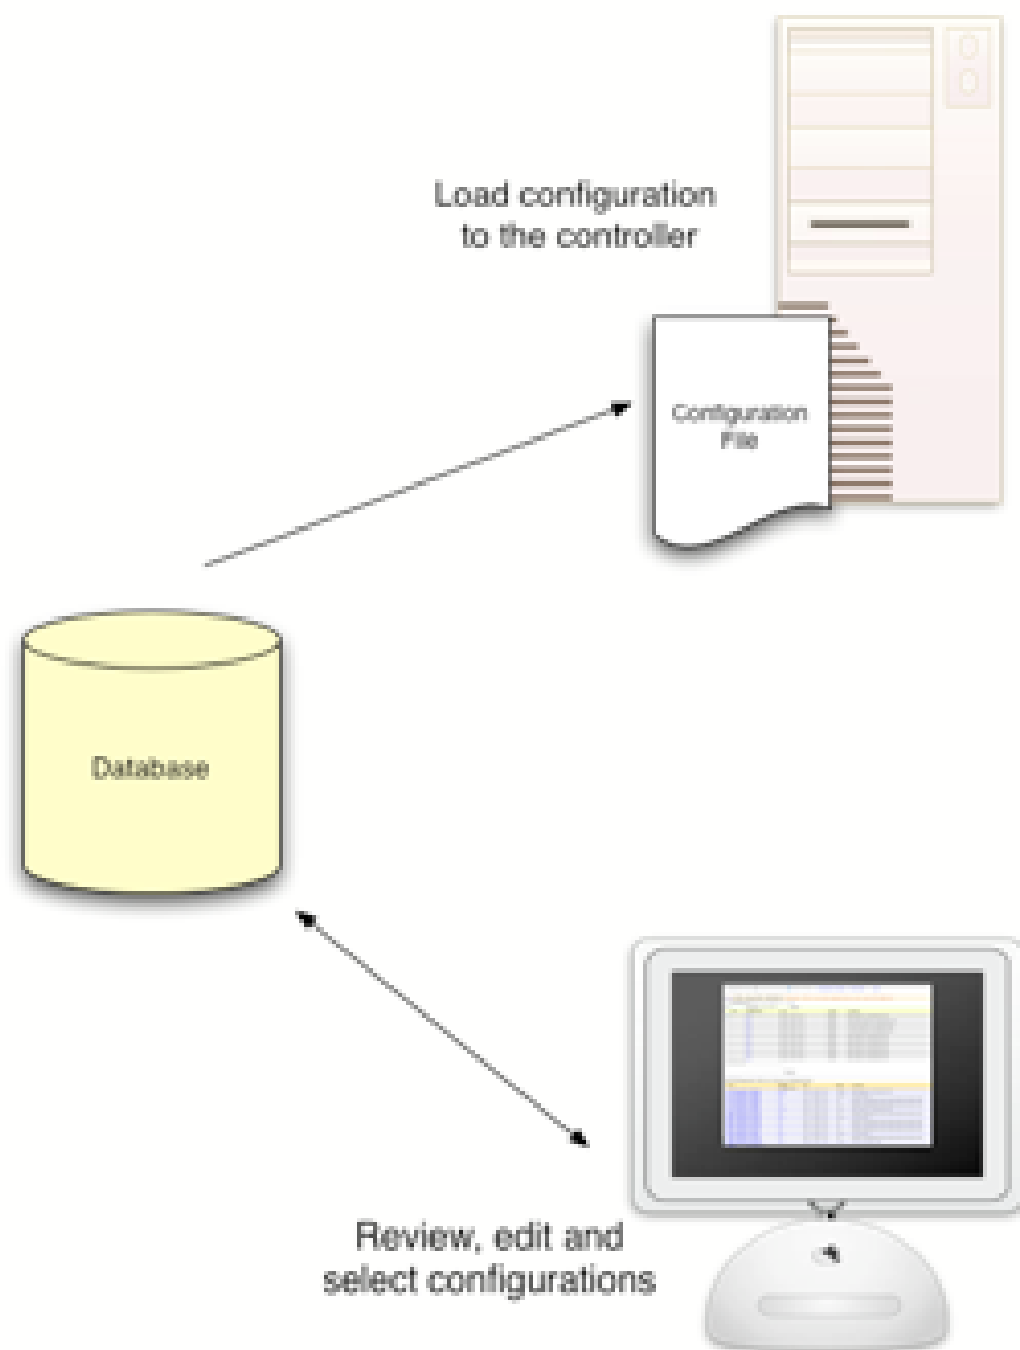 Load configuration
to the controller
Configuration
File
Database
Review, edit and
select configurations